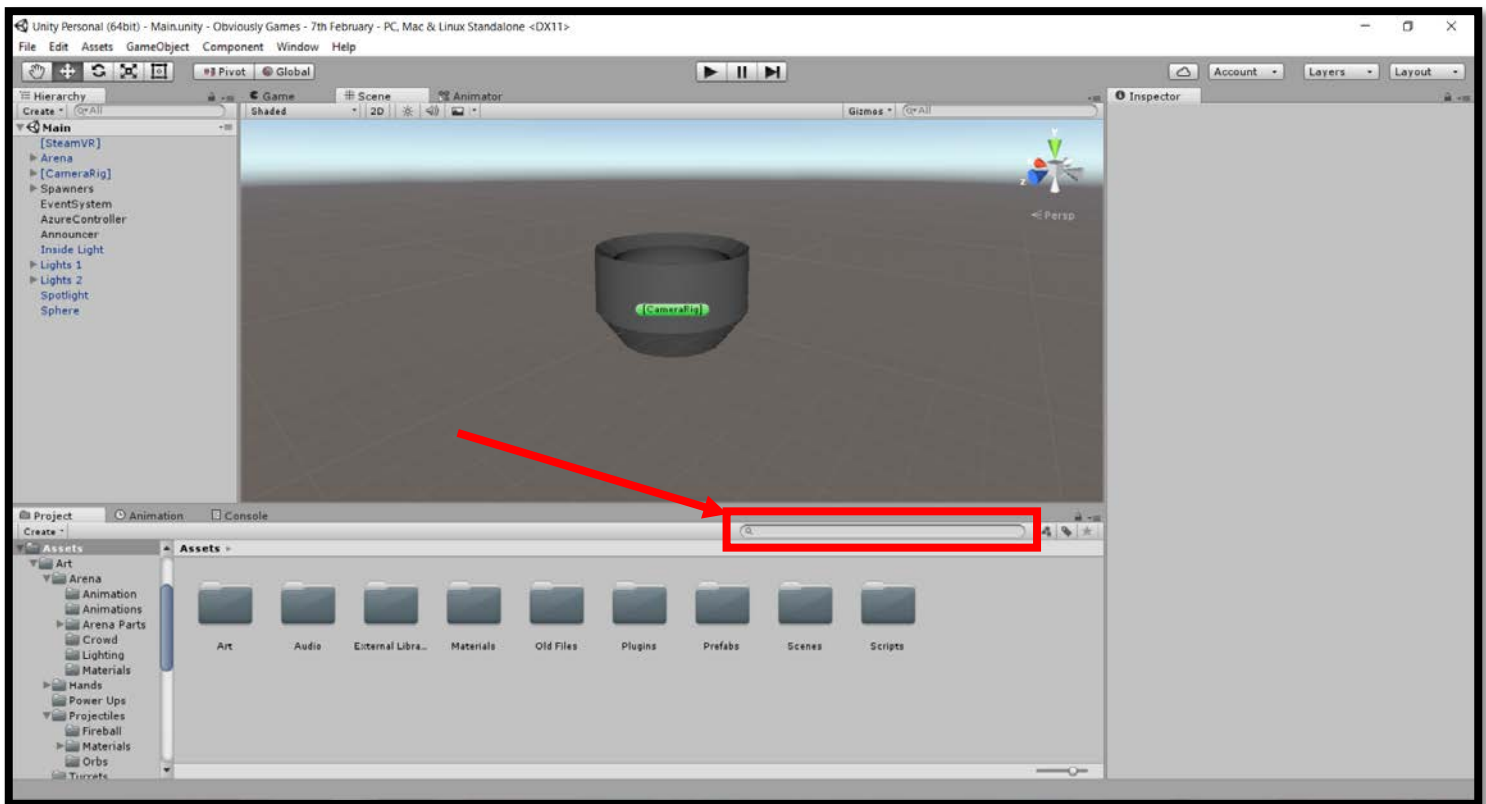 Unity Personal (64bit) - Main.unity - Obviously Games - 7th February - PC, Mac & Linux Standalone <DX11>
File Edit Assets GameObject Component Window Help
Pivot Global Account Layers Layout
Hierarchy Game Scene Animator Inspector
Create All Shaded 2D Gizmos All
Main
[SteamVR]
Arena
[CameraRig]
Spawners
EventSystem
AzureController
Announcer
Inside Light
Lights 1
Lights 2
Spotlight
Sphere
y
z
Persp
[CameraRig]
Project Animation Console
Create
Assets Assets
Art
Arena
Animation
Animations
Arena Parts
Crowd
Lighting
Materials
Hands
Power Ups
Projectiles
Fireball
Materials
Orbs
Turrets
Art Audio External Libra... Materials Old Files Plugins Prefabs Scenes Scripts